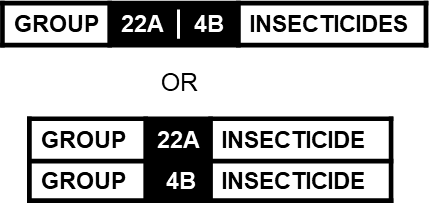 GROUP 22A | 4B INSECTICIDES
OR
GROUP 22A INSECTICIDE
GROUP 4B INSECTICIDE